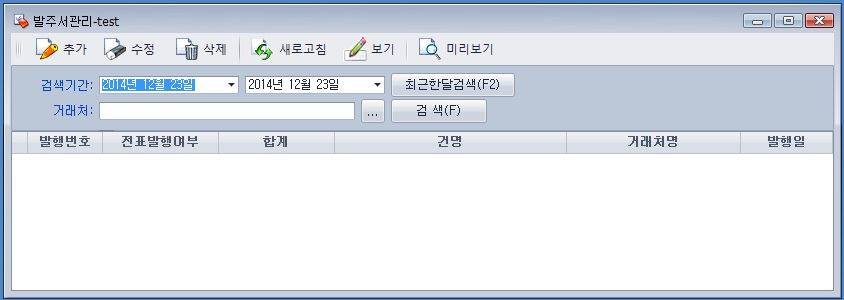 발주서관리-test
추가 수정 삭제 새로고침 보기 미리보기
검색기간: 2014년 12월 23일 2014년 12월 23일 최근한달검색(F2)
거래처: ... 검 색(F)
발행번호 전표발행여부 합계 건명 거래처명 발행일